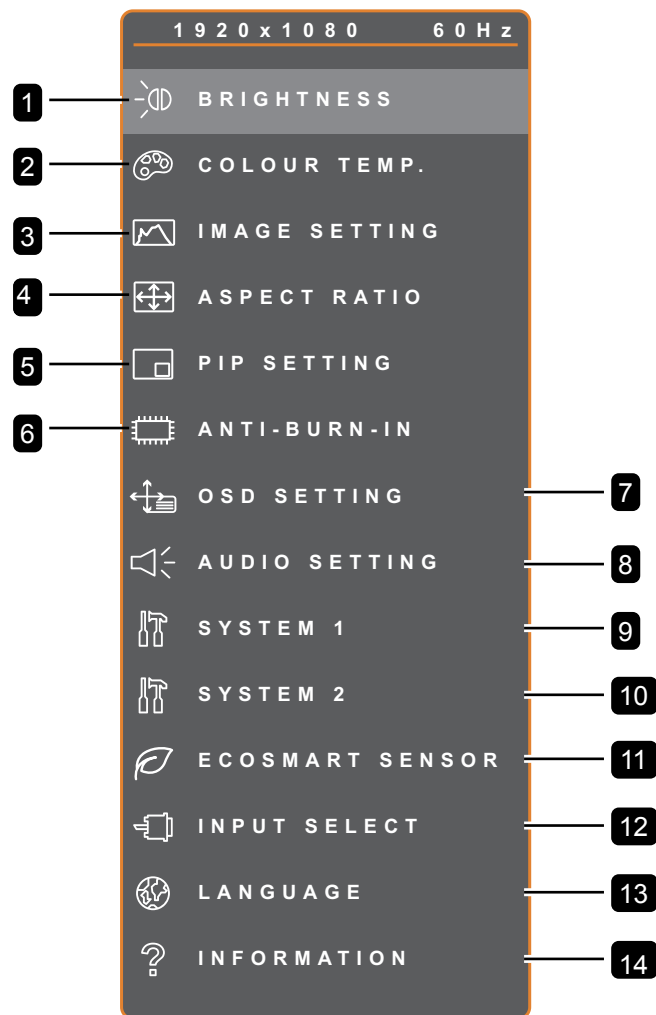 1920x1080 60Hz
1 BRIGHTNESS
2 COLOUR TEMP.
3 IMAGE SETTING
4 ASPECT RATIO
5 PIP SETTING
6 ANTI-BURN-IN
OSD SETTING 7
AUDIO SETTING 8
SYSTEM 1 9
SYSTEM 2 10
ECOSMART SENSOR 11
INPUT SELECT 12
LANGUAGE 13
INFORMATION 14